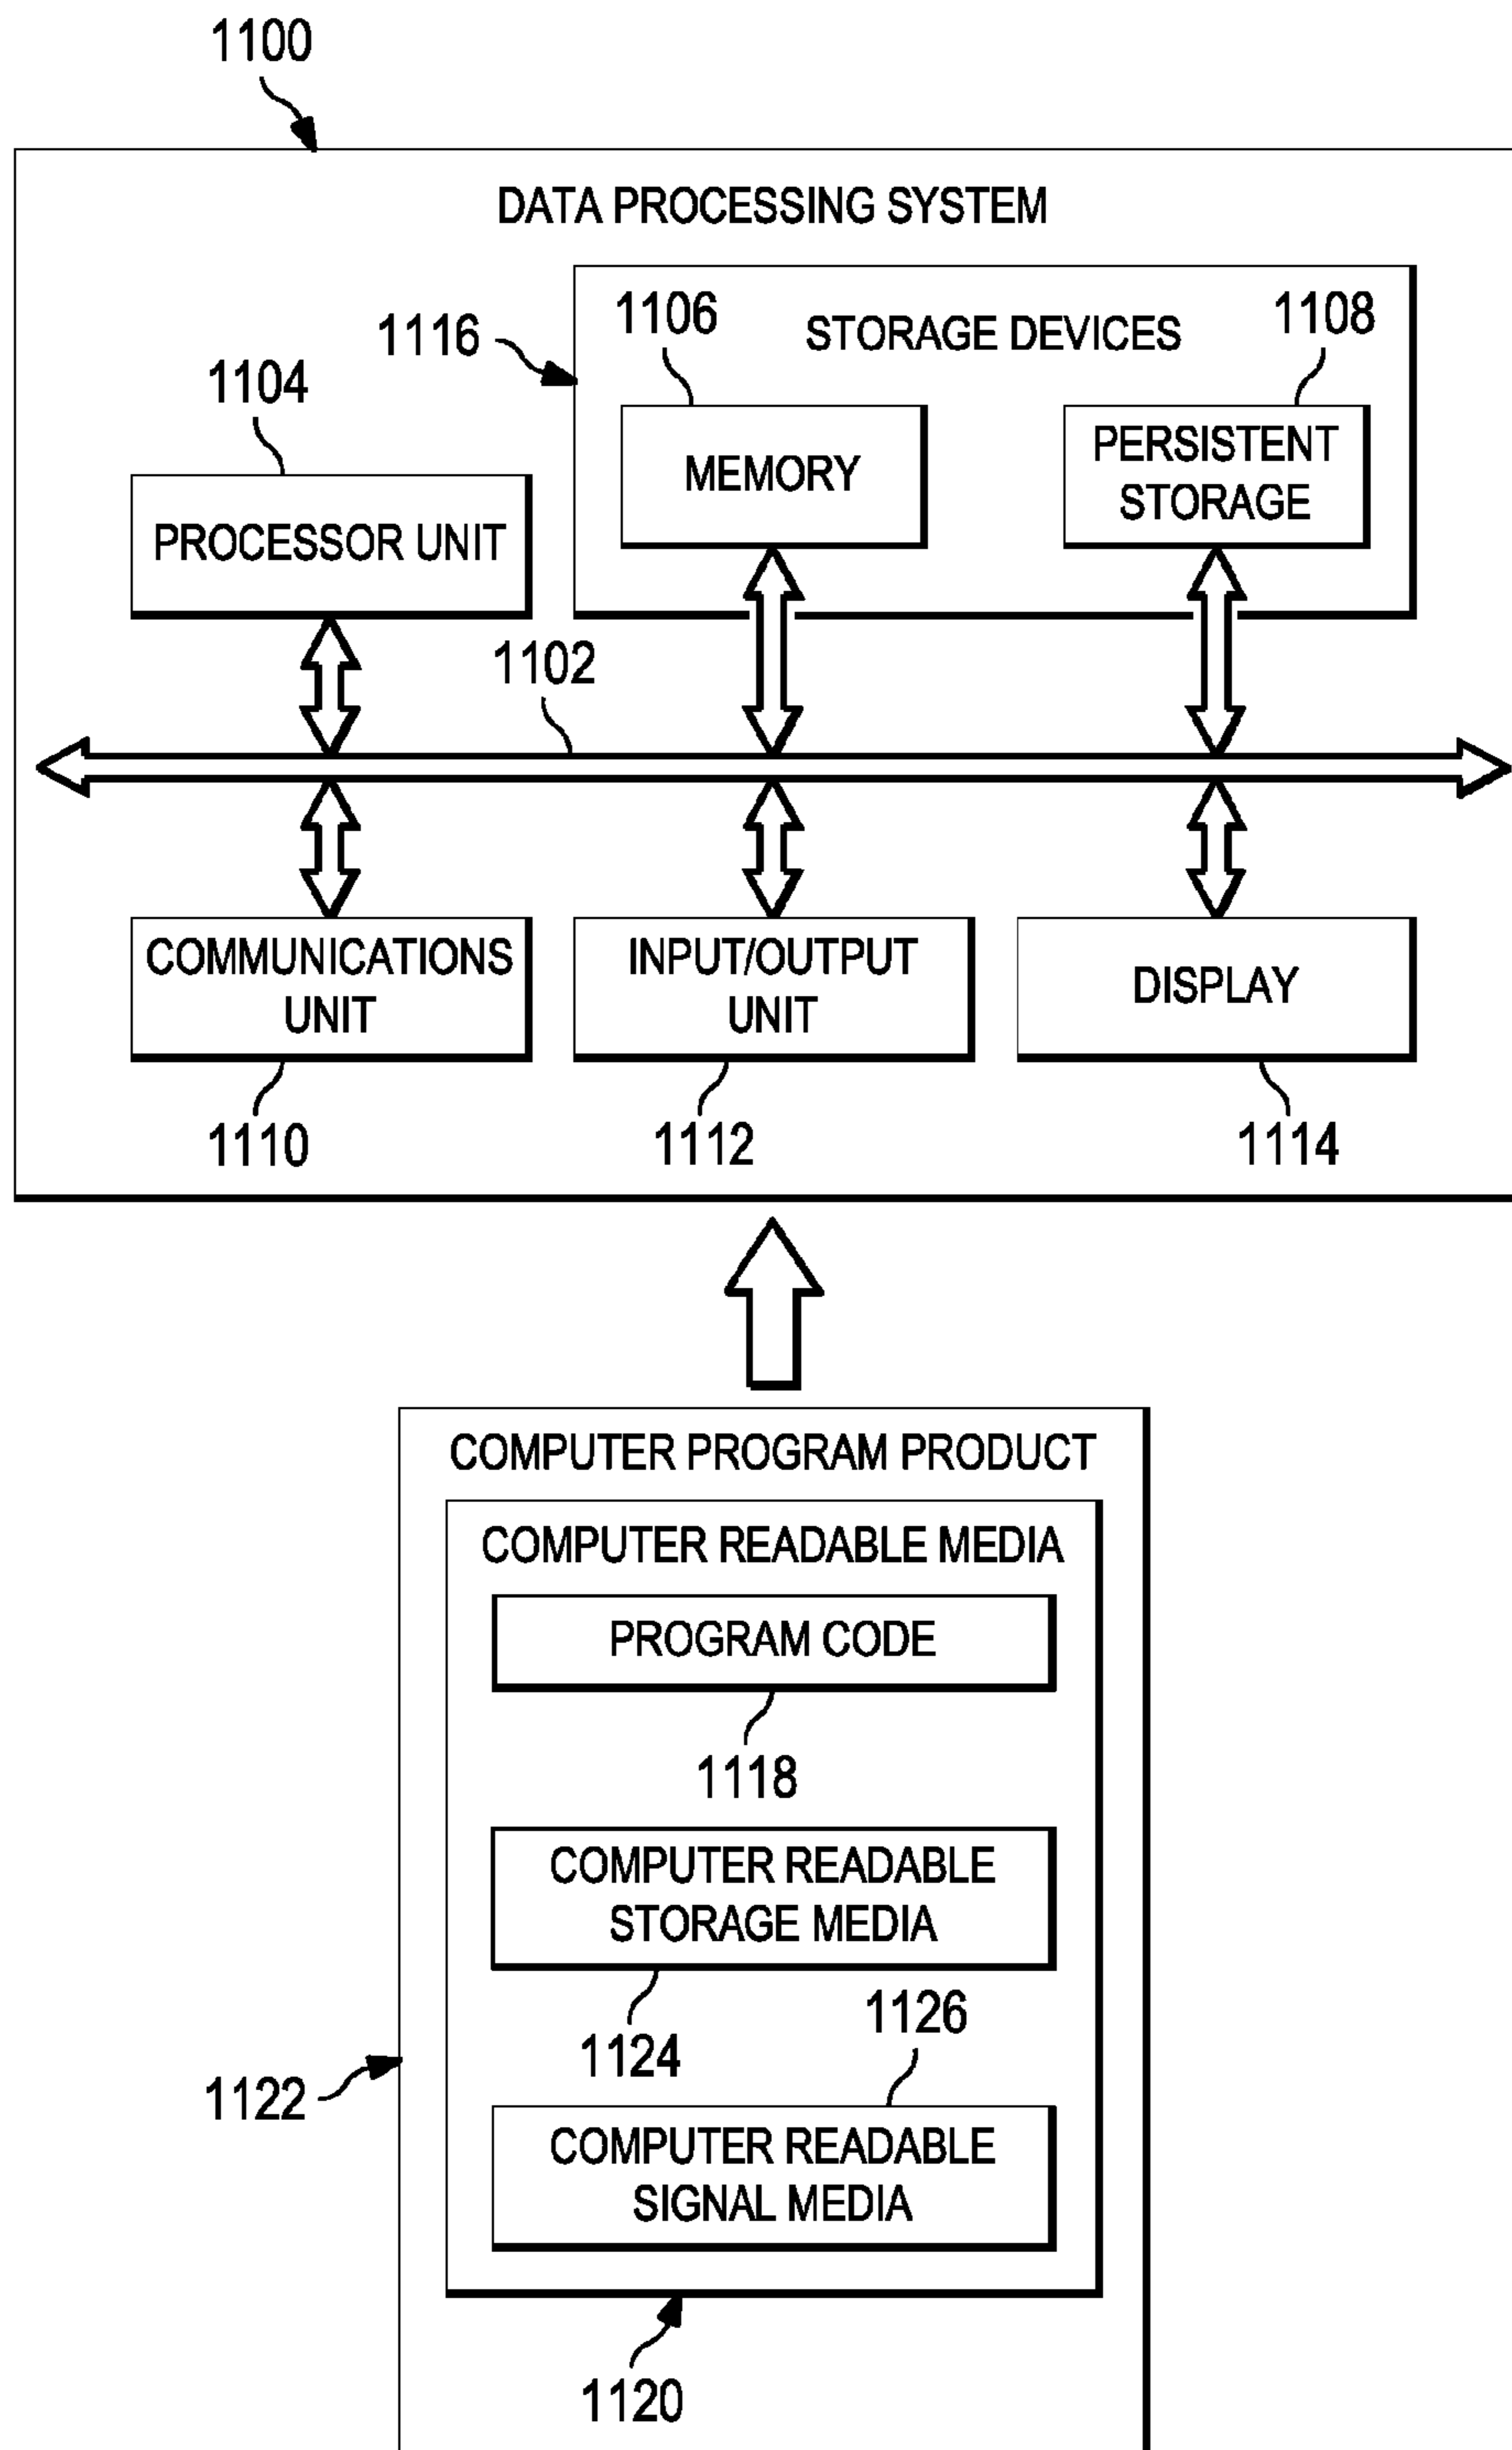 1100
DATA PROCESSING SYSTEM
1116
1106
STORAGE DEVICES
1108
1104
MEMORY
PERSISTENT
STORAGE
PROCESSOR UNIT
1102
COMMUNICATIONS
UNIT
INPUT/OUTPUT
UNIT
DISPLAY
1110
1112
1114
COMPUTER PROGRAM PRODUCT
COMPUTER READABLE MEDIA
PROGRAM CODE
1118
COMPUTER READABLE
STORAGE MEDIA
1124
1126
1122
COMPUTER READABLE
SIGNAL MEDIA
1120